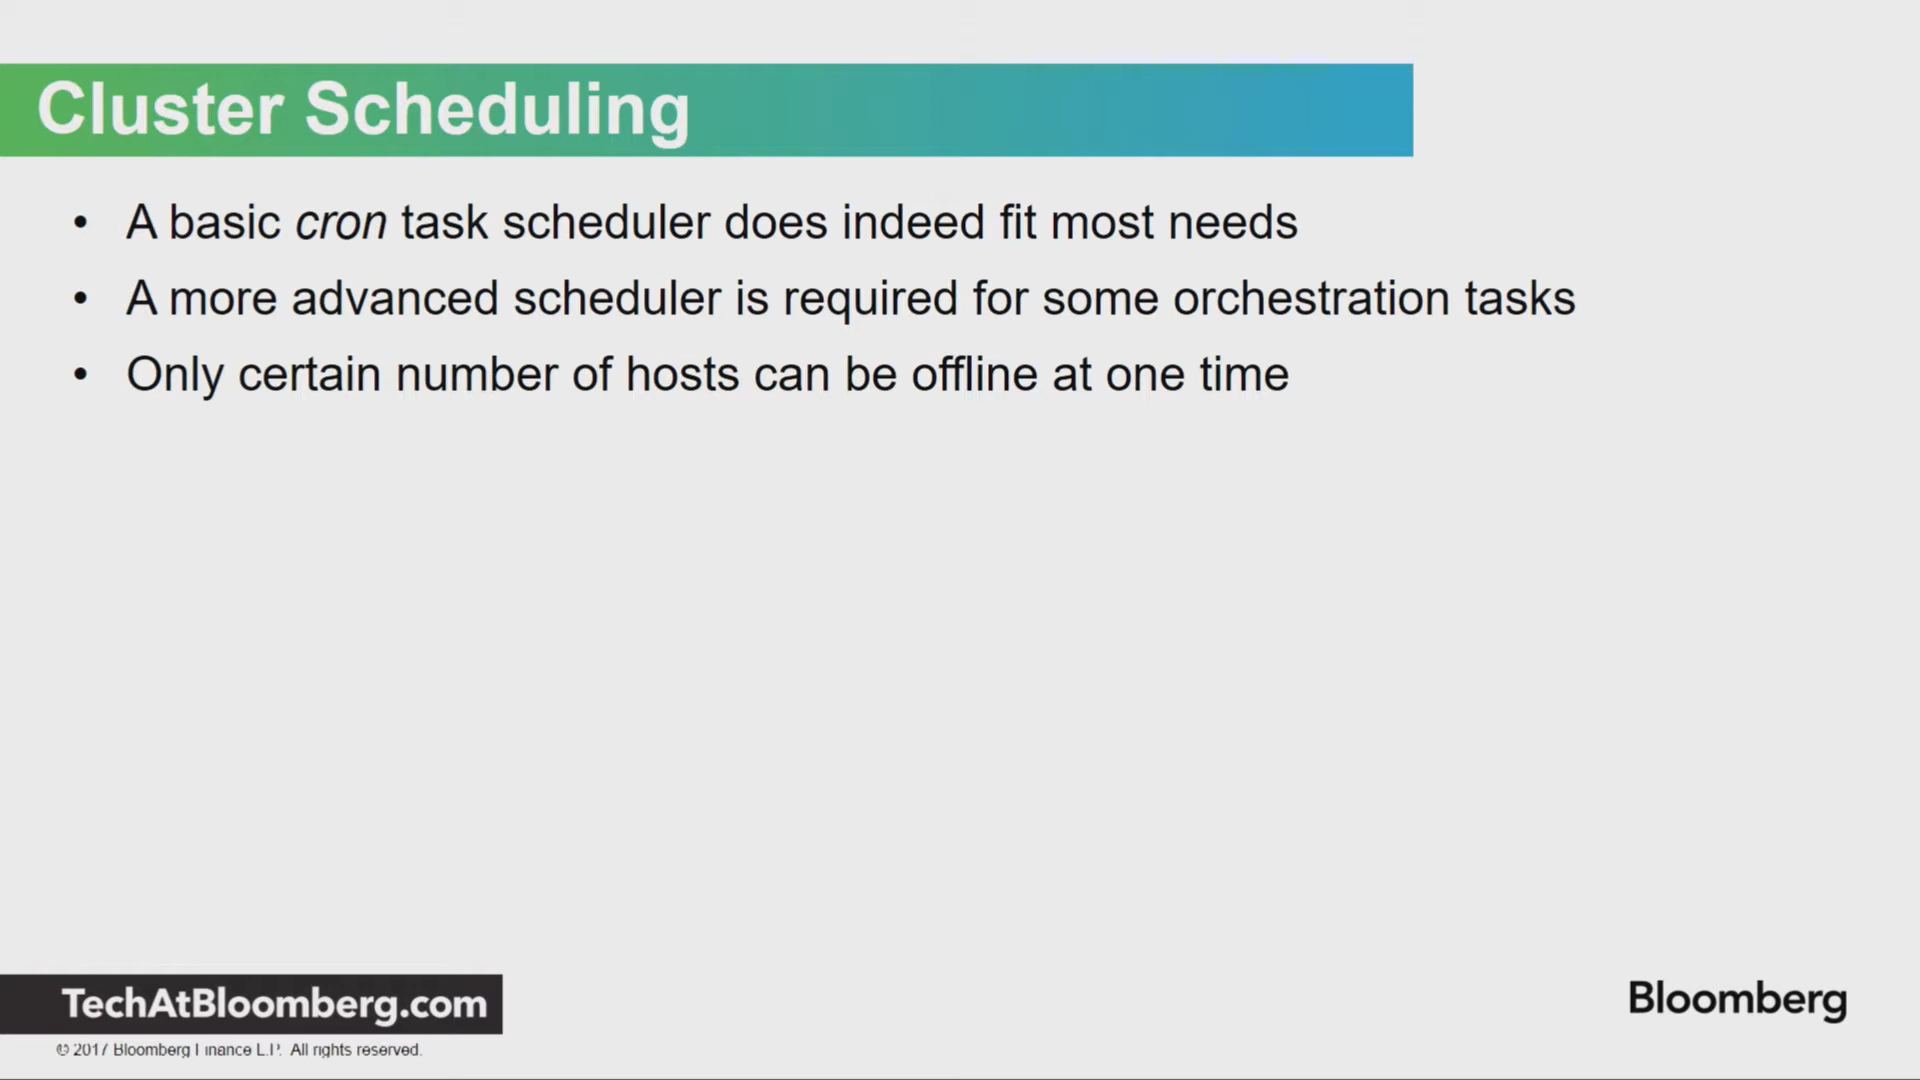 Cluster Scheduling
• A basic cron task scheduler does indeed fit most needs
• A more advanced scheduler is required for some orchestration tasks
• Only certain number of hosts can be offline at one time
TechAtBloomberg.com
Bloomberg
© 2017 Bloomberg Finance L.P. All rights reserved.